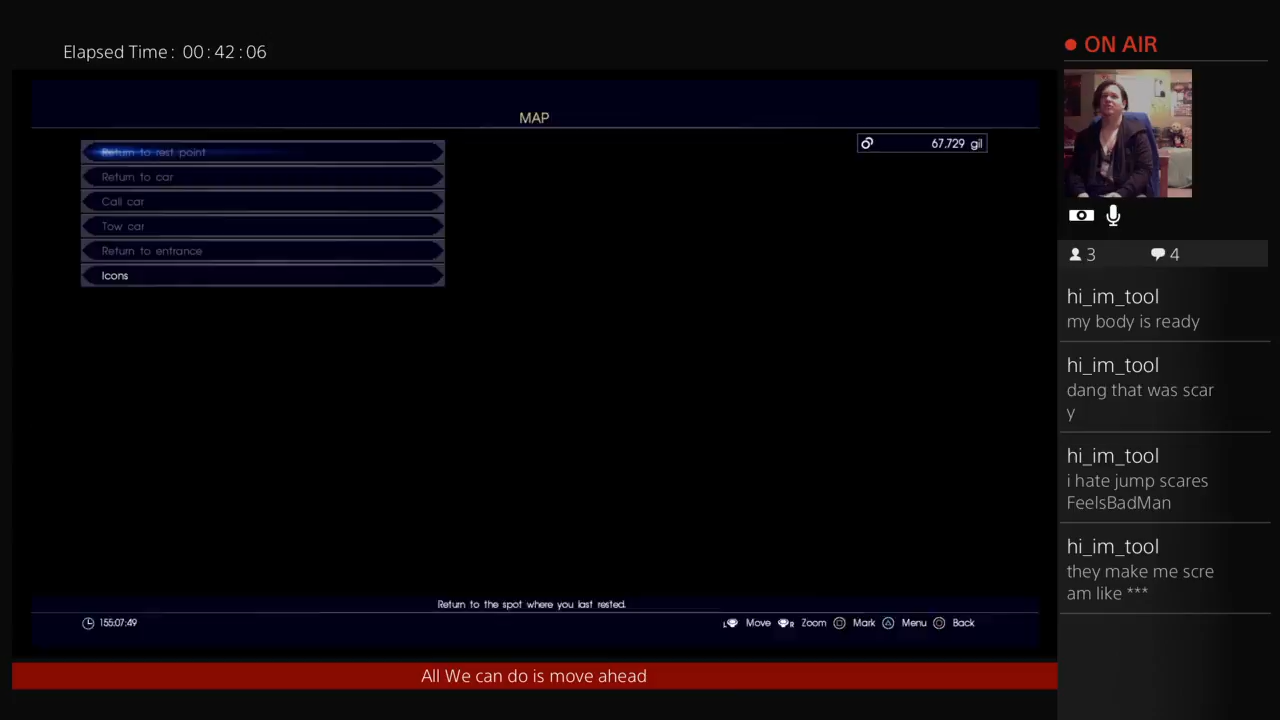 Elapsed Time: 00:42:06
ON AIR
MAP
67,729 gil
Return to rest point
Return to car
Call car
Tow car
Return to entrance
Icons
3 4
hi_im_tool
my body is ready
hi_im_tool
dang that was scar
y
hi_im_tool
i hate jump scares
FeelsBadMan
hi_im_tool
they make me scre
am like ***
Return to the spot where you last rested.
155:07:49
L Move R Zoom Mark Menu Back
All We can do is move ahead